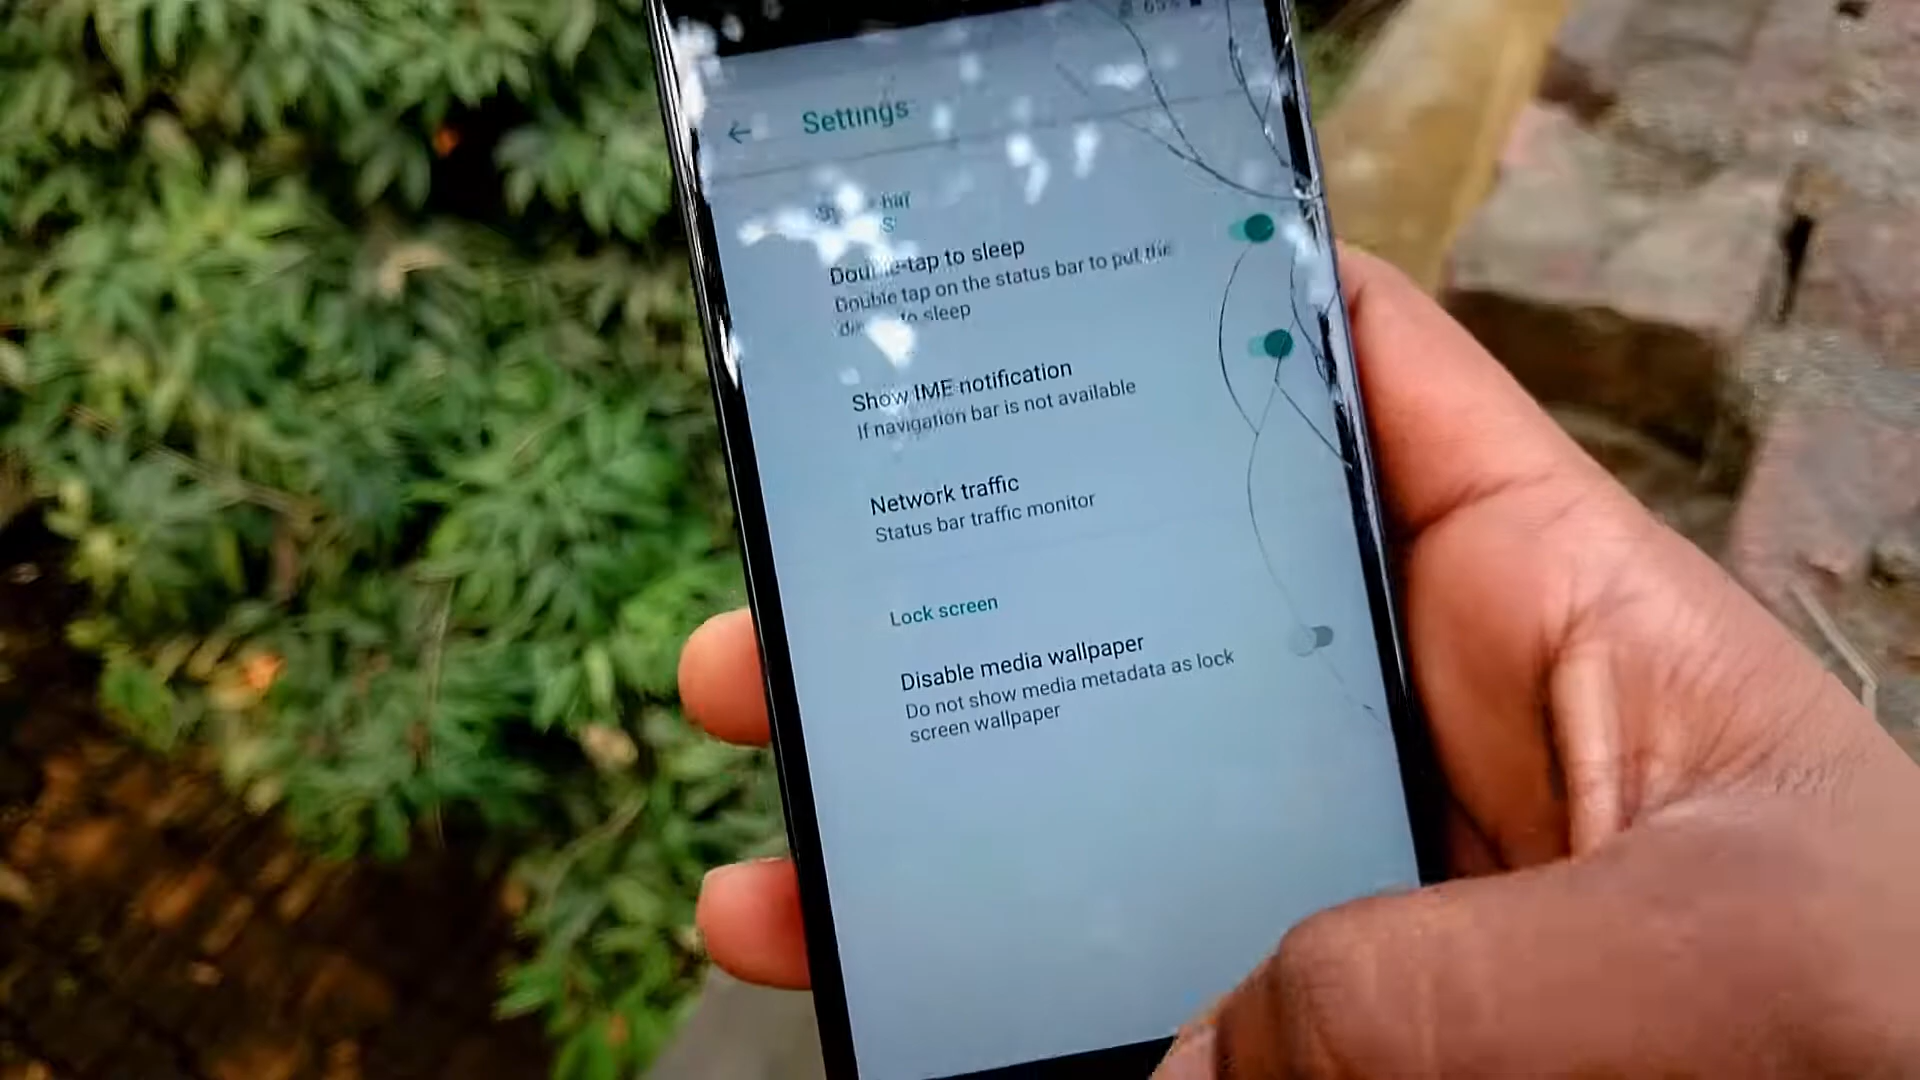 65%
Settings
bar
Double-tap to sleep
Double tap on the status bar to put the
to sleep
Show IME notification
If navigation bar is not available
Network traffic
Status bar traffic monitor
Lock screen
Disable media wallpaper
Do not show media metadata as lock
screen wallpaper